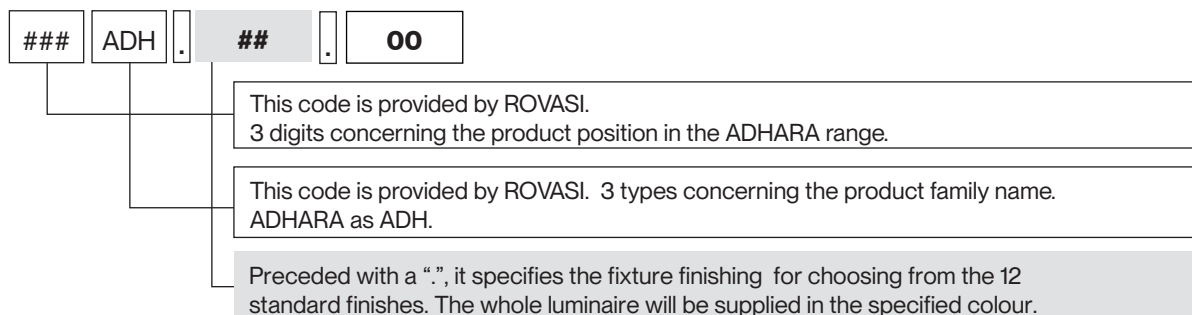 ### ADH . ## . 00
This code is provided by ROVASI.
3 digits concerning the product position in the ADHARA range.
This code is provided by ROVASI. 3 types concerning the product family name.
ADHARA as ADH.
Preceded with a “.”, it specifies the fixture finishing for choosing from the 12
standard finishes. The whole luminaire will be supplied in the specified colour.